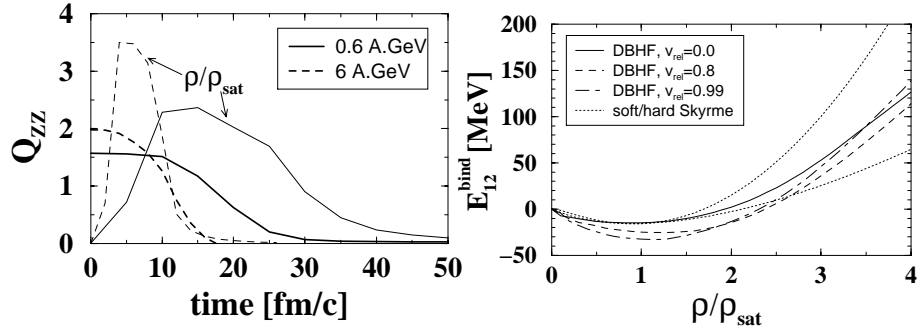 4
3
2
1
0
Q_ZZ
0.6 A.GeV
6 A.GeV
ρ/ρ_sat
0 10 20 30 40 50
time [fm/c]
200
150
100
50
0
−50
E_12^bind [MeV]
DBHF, v_rel=0.0
DBHF, v_rel=0.8
DBHF, v_rel=0.99
soft/hard Skyrme
0 1 2 3 4
ρ/ρ_sat